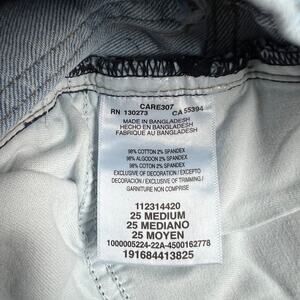 CARE307
RN 130273 CA 55394
MADE IN BANGLADESH
HECHO EN BANGLADESH
FABRIQUÉ AU BANGLADESH
98% COTTON 2% SPANDEX
98% ALGODON 2% SPANDEX
98% COTON 2% SPANDEX
EXCLUSIVE OF DECORATION / EXCEPTO
DECORACION / EXCLUSIVE OF TRIMMING /
GARNITURE NON COMPRISE
112314420
25 MEDIUM
25 MEDIANO
25 MOYEN
1000005224-22A-4500162778
191684413825